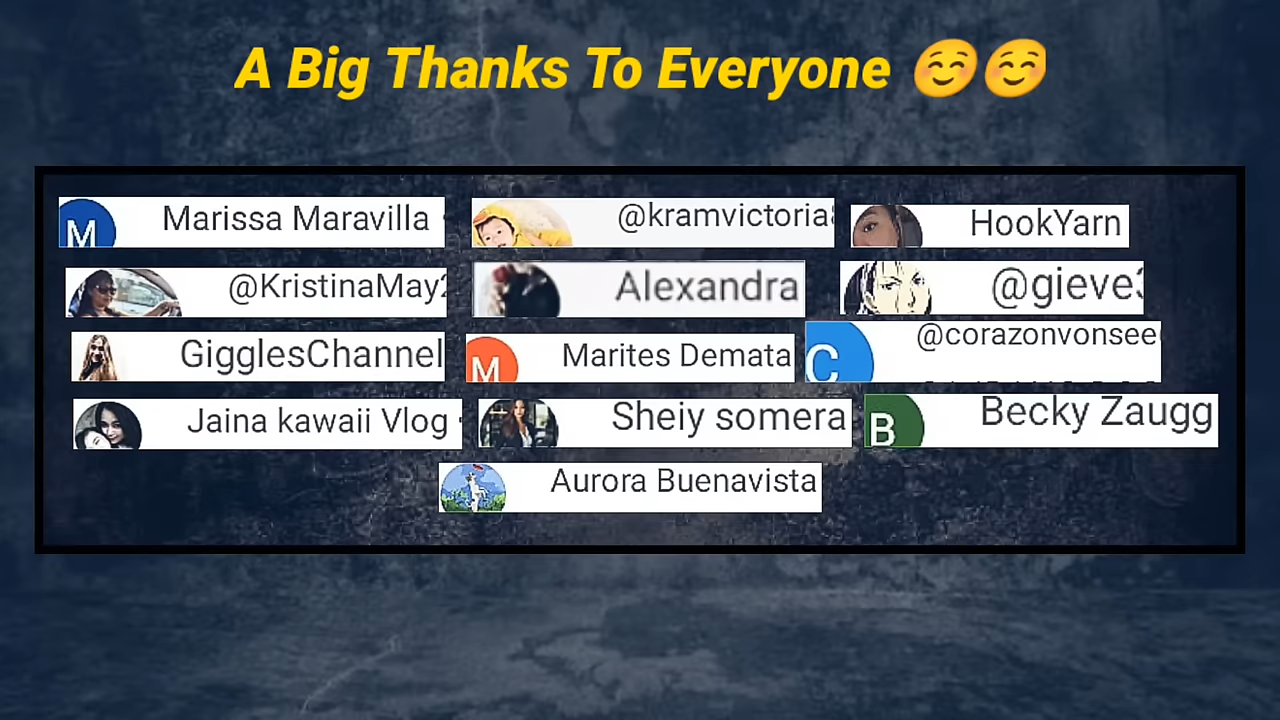 A Big Thanks To Everyone 😊😊
M Marissa Maravilla
@kramvictoria
HookYarn
@KristinaMay
Alexandra
@gieve
GigglesChannel
M Marites Demata
C @corazonvonsee
Jaina kawaii Vlog
Sheiy somera
B Becky Zaugg
Aurora Buenavista